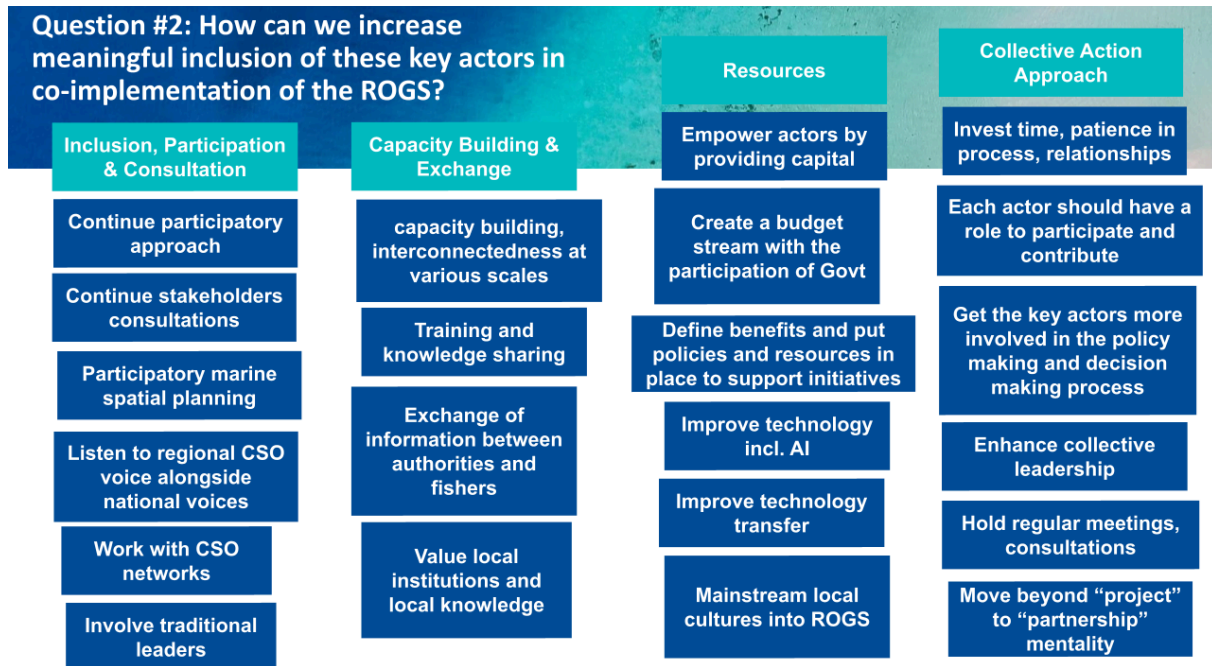 Question #2: How can we increase
meaningful inclusion of these key actors in
co-implementation of the ROGS?
Inclusion, Participation
& Consultation
Continue participatory
approach
Continue stakeholders
consultations
Participatory marine
spatial planning
Listen to regional CSO
voice alongside
national voices
Work with CSO
networks
Involve traditional
leaders
Capacity Building &
Exchange
capacity building,
interconnectedness at
various scales
Training and
knowledge sharing
Exchange of
information between
authorities and
fishers
Value local
institutions and
local knowledge
Resources
Empower actors by
providing capital
Create a budget
stream with the
participation of Govt
Define benefits and put
policies and resources in
place to support initiatives
Improve technology
incl. AI
Improve technology
transfer
Mainstream local
cultures into ROGS
Collective Action
Approach
Invest time, patience in
process, relationships
Each actor should have a
role to participate and
contribute
Get the key actors more
involved in the policy
making and decision
making process
Enhance collective
leadership
Hold regular meetings,
consultations
Move beyond “project”
to “partnership”
mentality